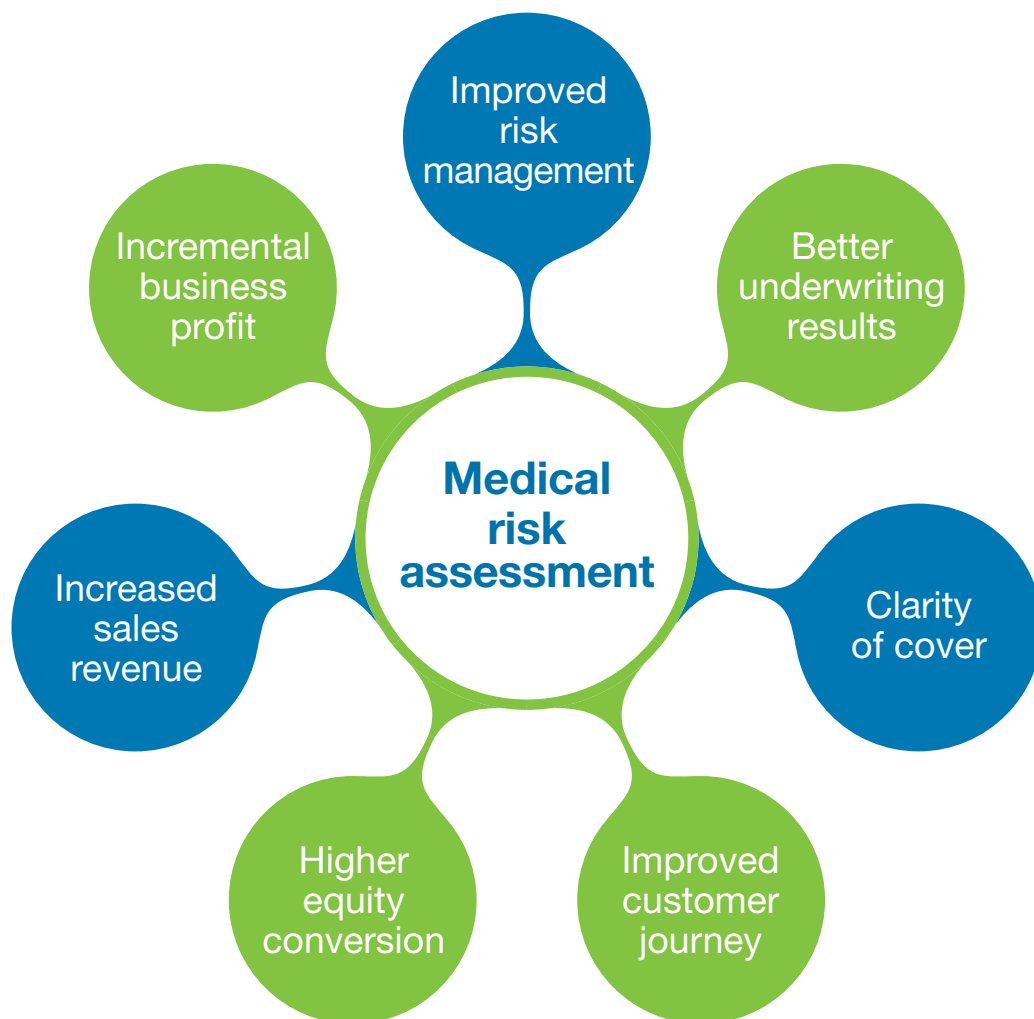 Improved
risk
management
Better
underwriting
results
Clarity
of cover
Improved
customer
journey
Higher
equity
conversion
Increased
sales
revenue
Incremental
business
profit
Medical
risk
assessment